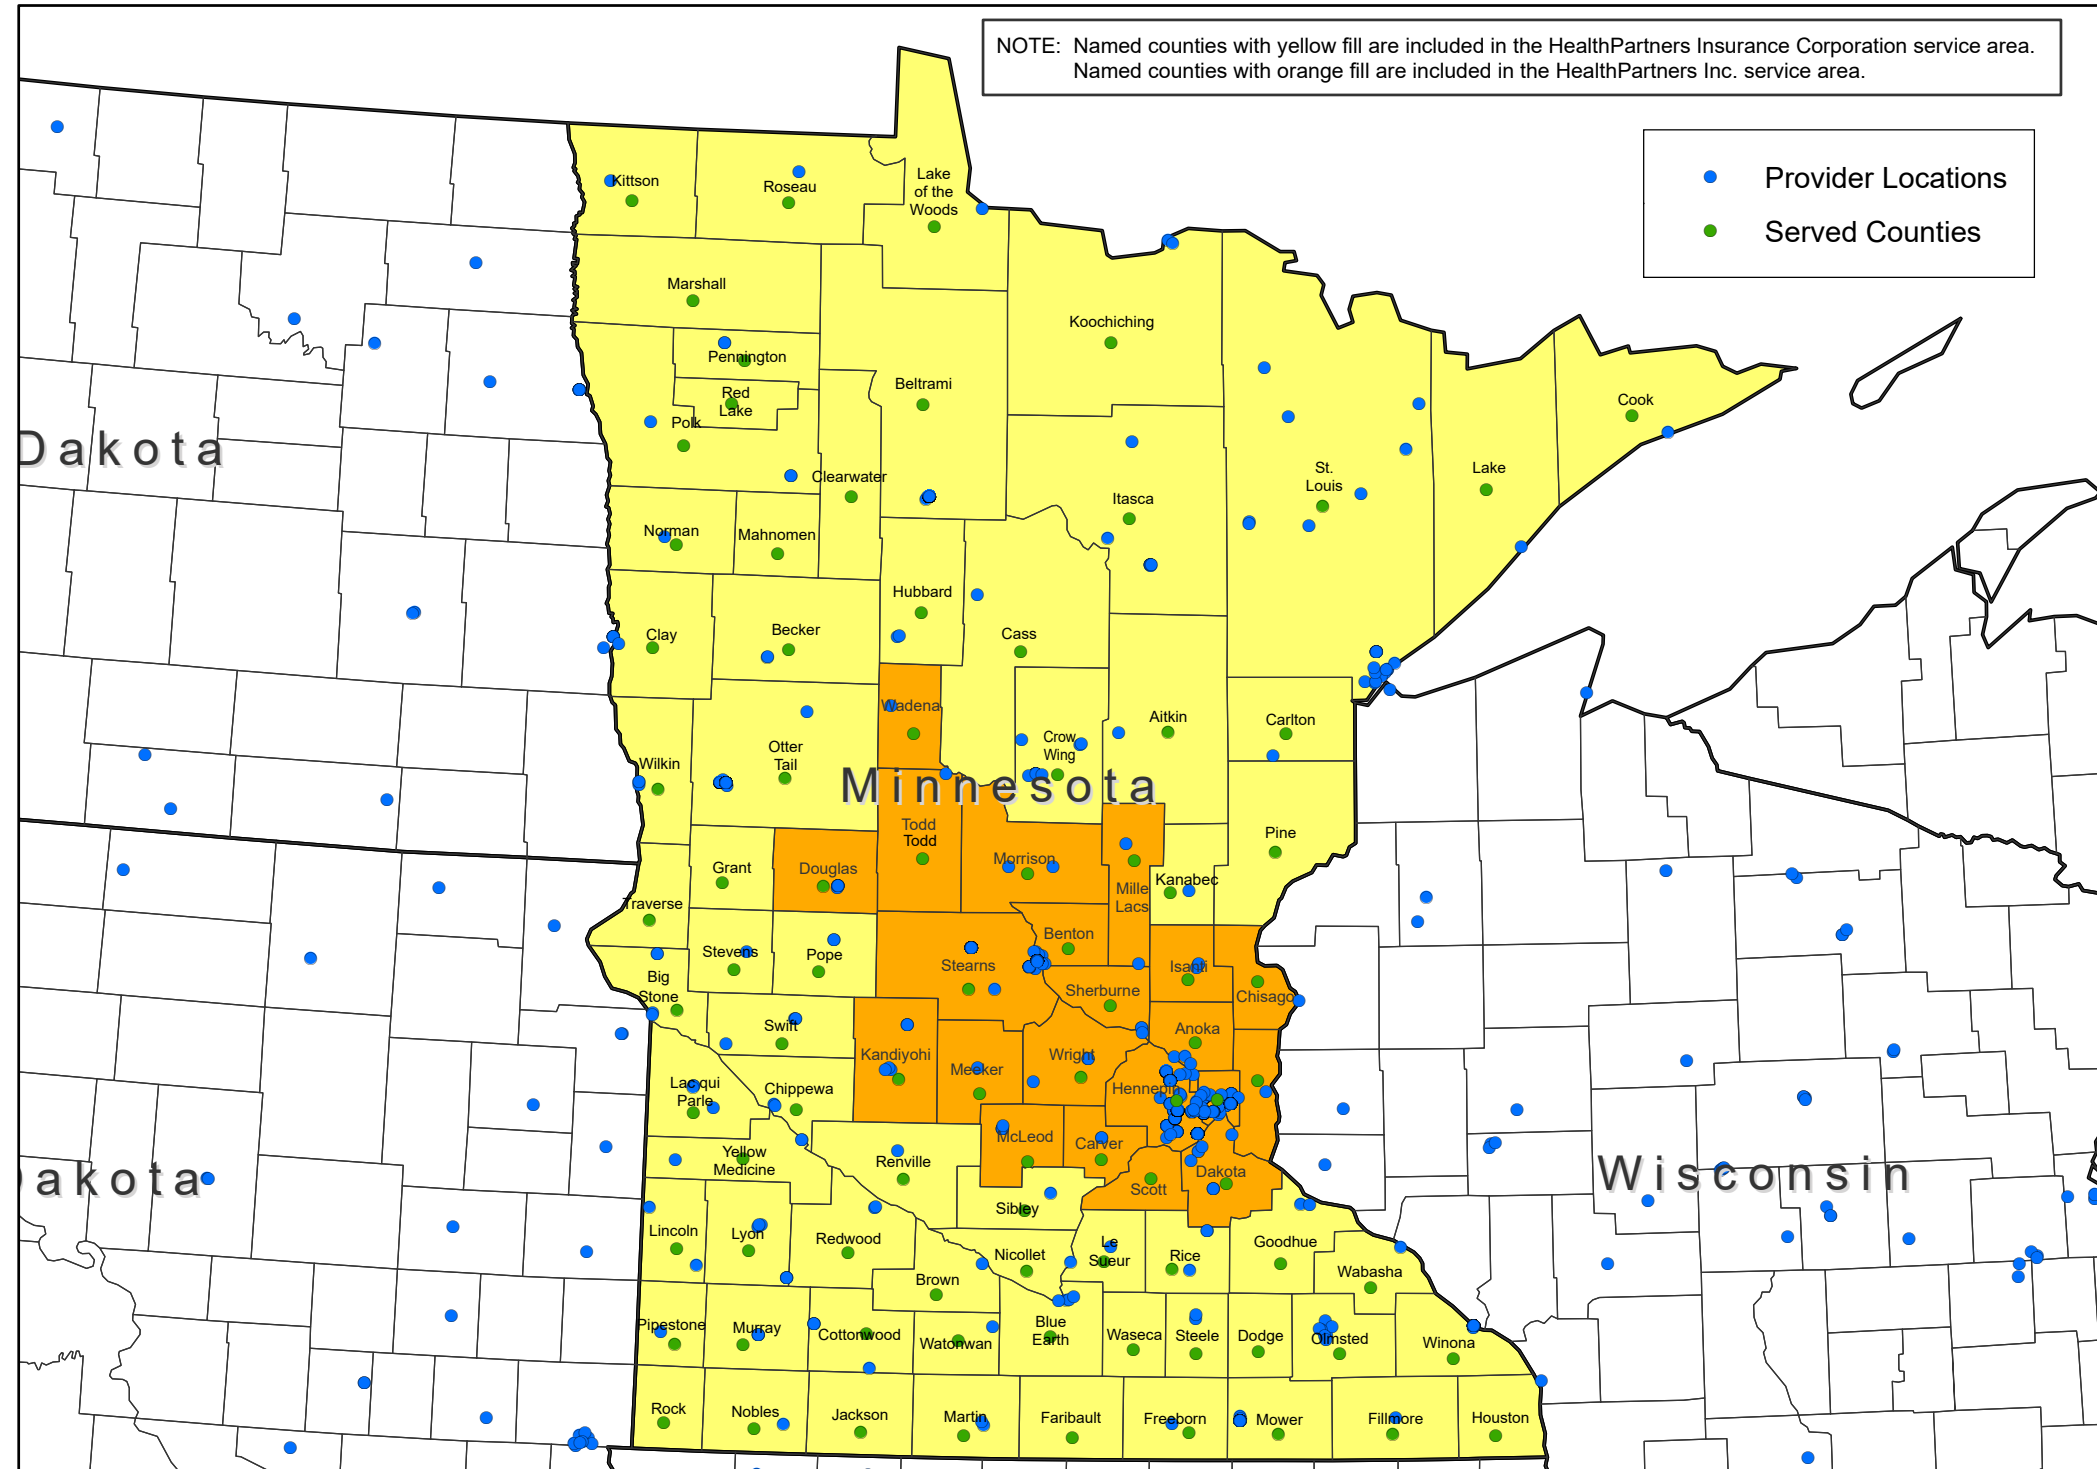 NOTE: Named counties with yellow fill are included in the HealthPartners Insurance Corporation service area.
Named counties with orange fill are included in the HealthPartners Inc. service area.
Provider Locations
Served Counties
Kittson
Roseau
Lake
of the
Woods
Marshall
Koochiching
Pennington
Red
Lake
Beltrami
Cook
Polk
Dakota
Clearwater
St.
Louis
Lake
Itasca
Norman
Mahnomen
Hubbard
Clay
Becker
Cass
Wadena
Aitkin
Carlton
Crow
Wing
Otter
Tail
Wilkin
Minnesota
Todd
Todd
Pine
Grant
Douglas
Morrison
Mille
Lacs
Kanabec
Traverse
Stevens
Pope
Benton
Stearns
Isanti
Big
Stone
Sherburne
Chisago
Swift
Anoka
Kandiyohi
Meeker
Wright
Lac qui
Parle
Chippewa
Hennepin
McLeod
Carver
Yellow
Medicine
Renville
Dakota
Scott
akota
Wisconsin
Sibley
Lincoln
Lyon
Redwood
Nicollet
Le
Sueur
Rice
Goodhue
Brown
Wabasha
Pipestone
Murray
Cottonwood
Watonwan
Blue
Earth
Waseca
Steele
Dodge
Olmsted
Winona
Rock
Nobles
Jackson
Martin
Faribault
Freeborn
Mower
Fillmore
Houston